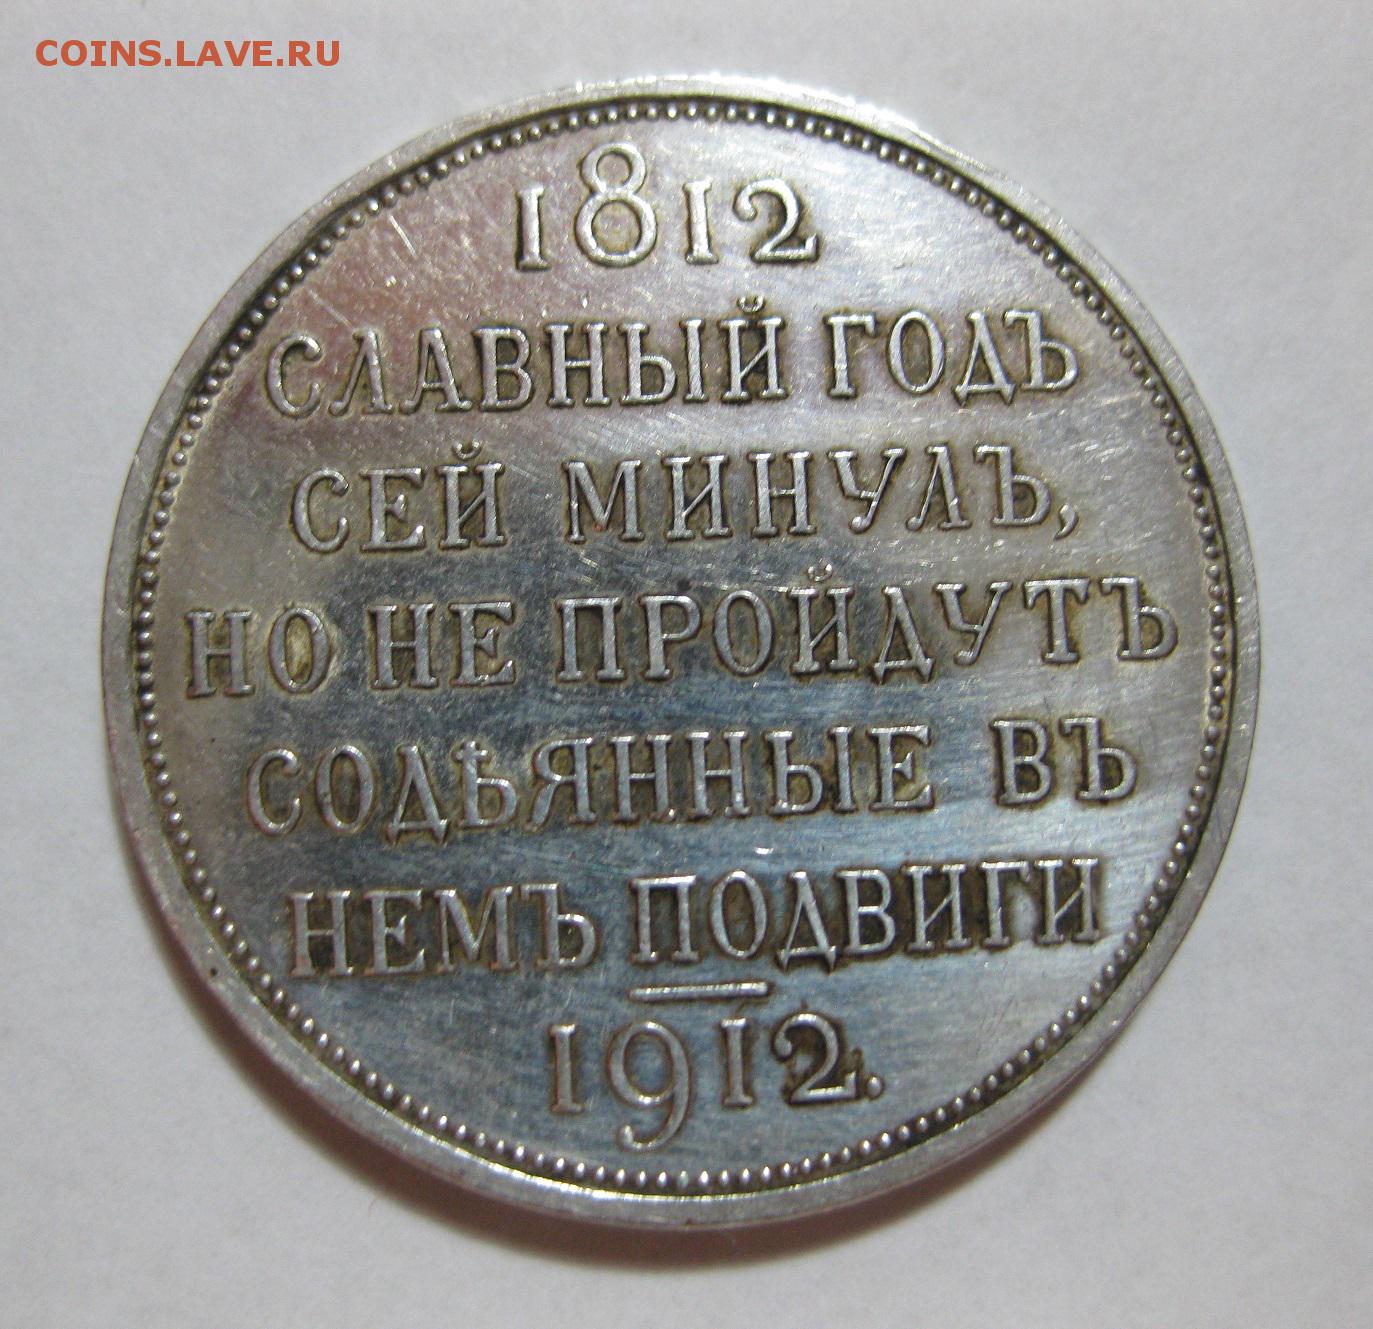 COINS.LAVE.RU
1812
СЛАВНЫЙ ГОДЪ
СЕЙ МИНУЛЪ,
НО НЕ ПРОЙДУТЪ
СОДѢЯННЫЕ ВЪ
НЕМЪ ПОДВИГИ
1912.